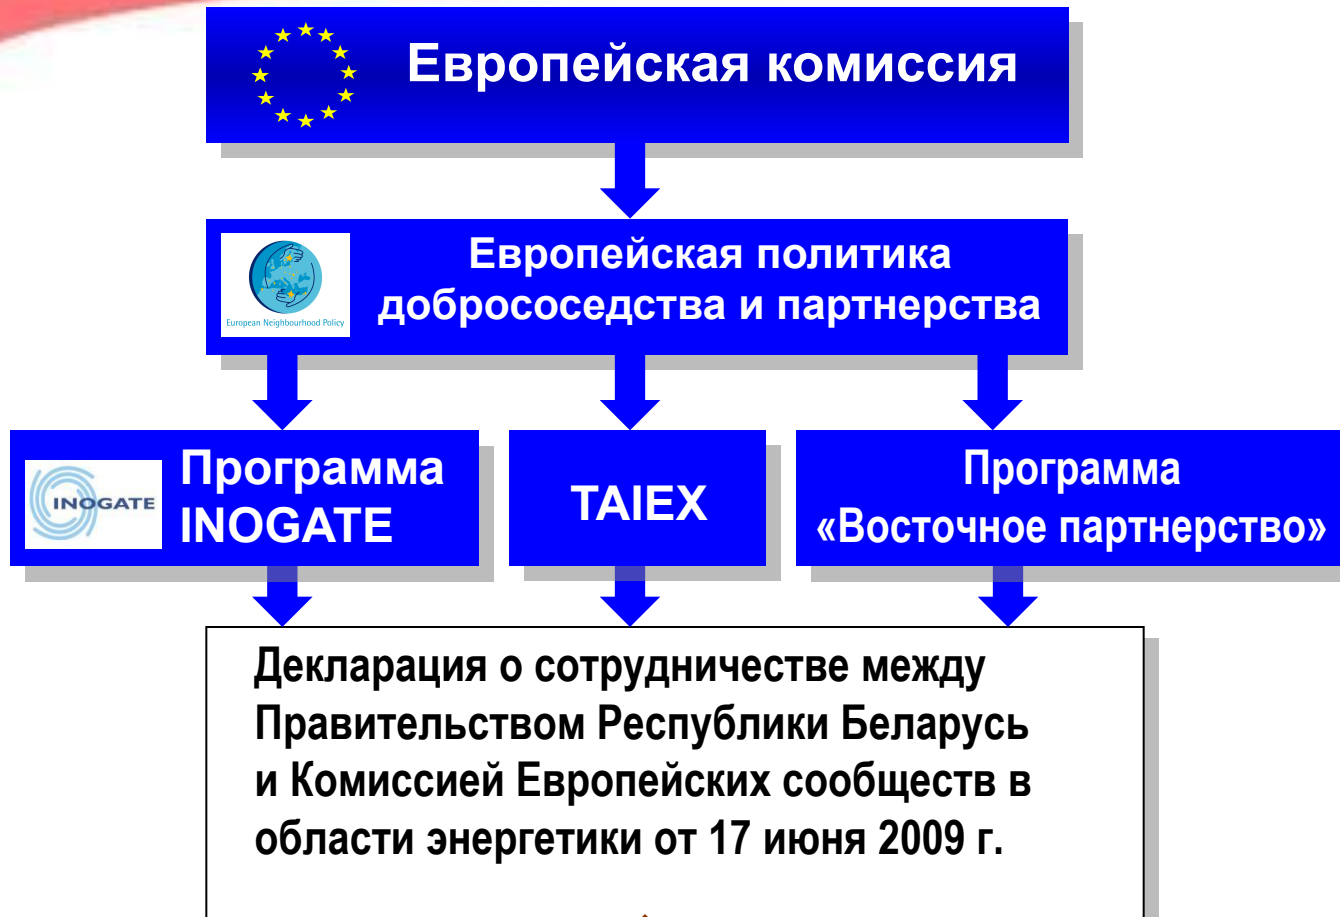 Европейская комиссия
Европейская политика
добрососедства и партнерства
European Neighbourhood Policy
Программа
INOGATE
INOGATE
TAIEX
Программа
«Восточное партнерство»
Декларация о сотрудничестве между
Правительством Республики Беларусь
и Комиссией Европейских сообществ в
области энергетики от 17 июня 2009 г.